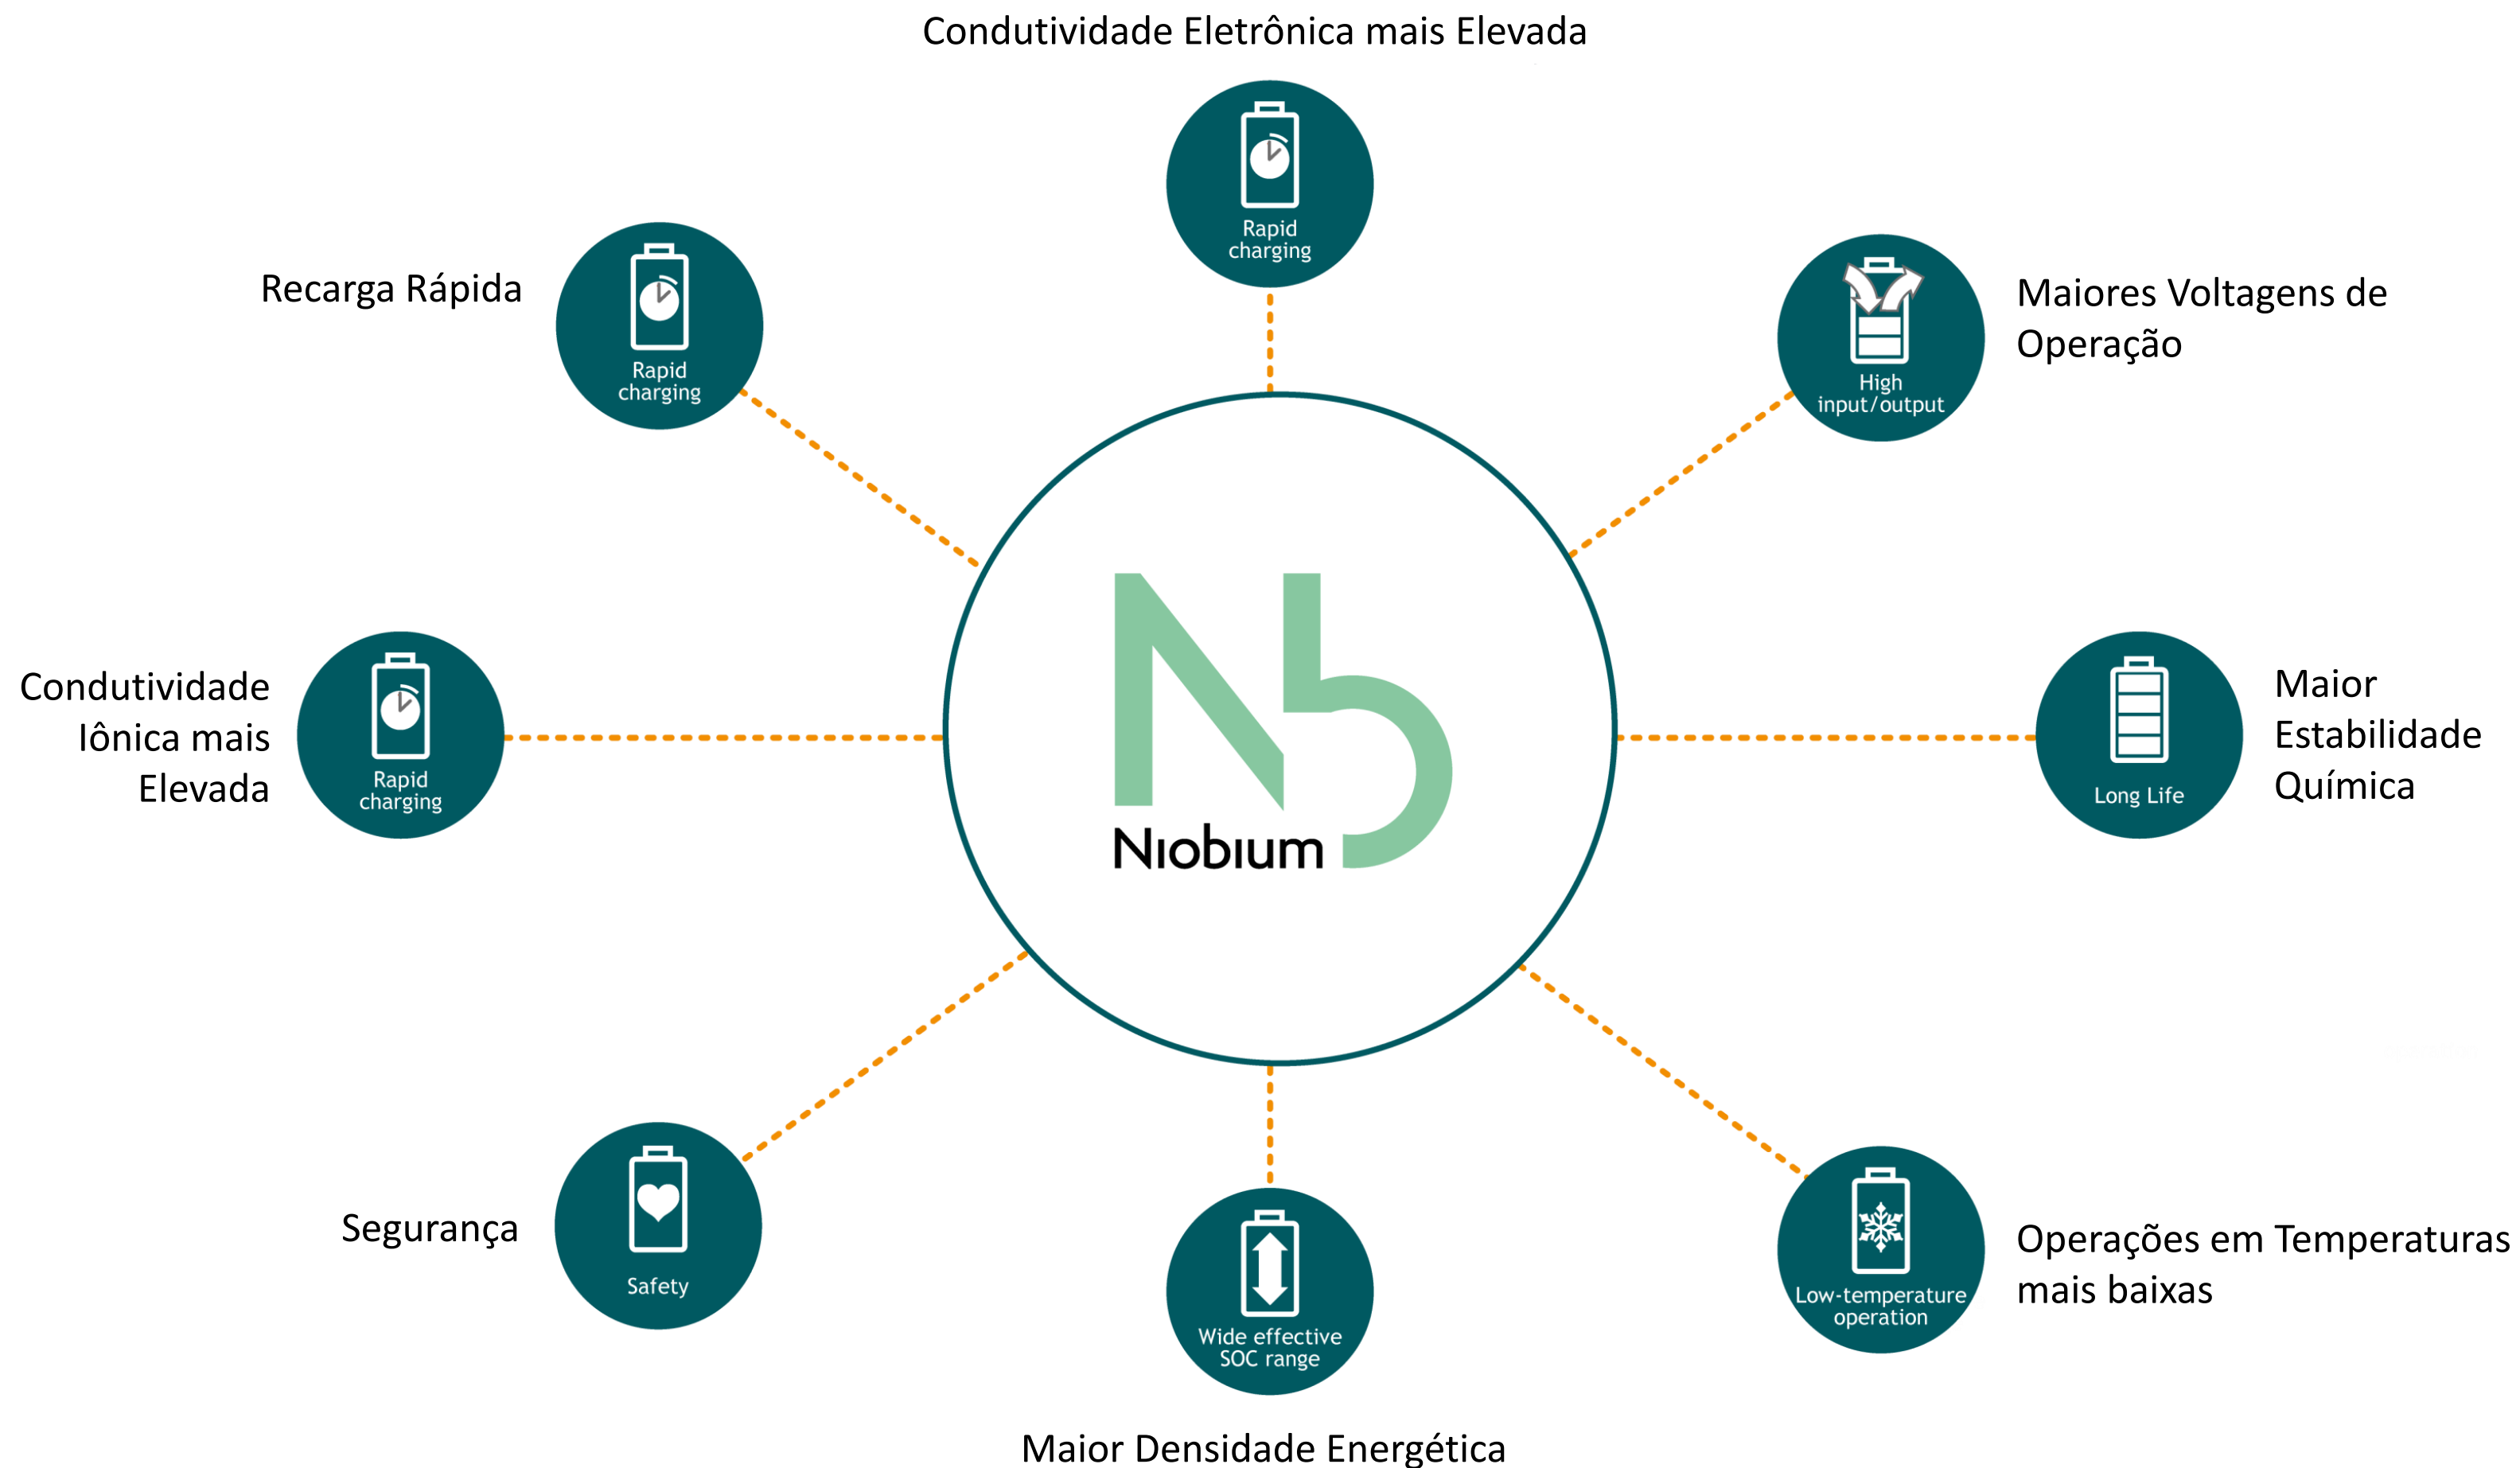 Condutividade Eletrônica mais Elevada
Rapid
charging
Recarga Rápida
Rapid
charging
High
input/output
Maiores Voltagens de
Operação
Condutividade
Iônica mais
Elevada
Rapid
charging
Nb
Niobium
Long Life
Maior
Estabilidade
Química
Segurança
Safety
Wide effective
SOC range
Maior Densidade Energética
Low-temperature
operation
Operações em Temperaturas
mais baixas